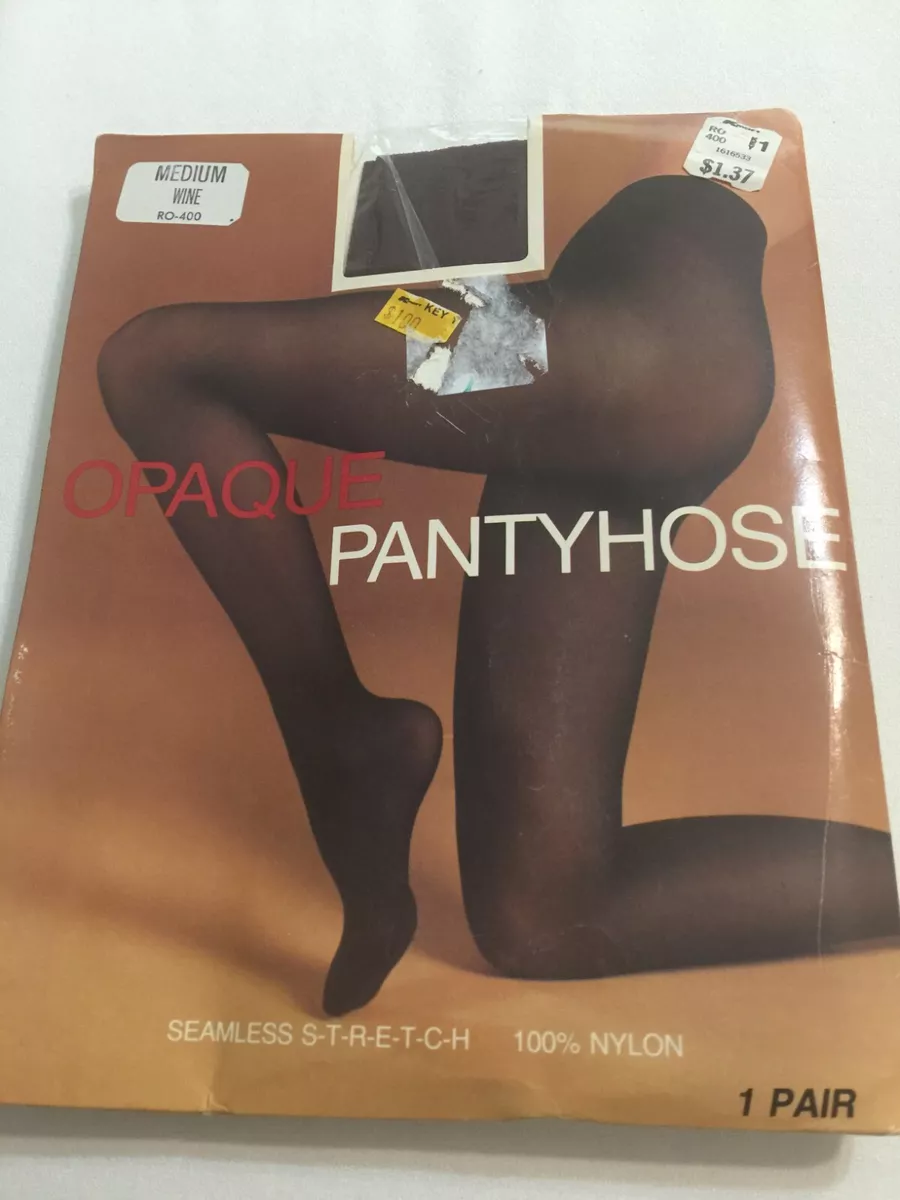 MEDIUM
WINE
RO-400
Kmart
RO
400
1616533
$1.37
KEY
$1.00
OPAQUE
PANTYHOSE
SEAMLESS S-T-R-E-T-C-H 100% NYLON
1 PAIR